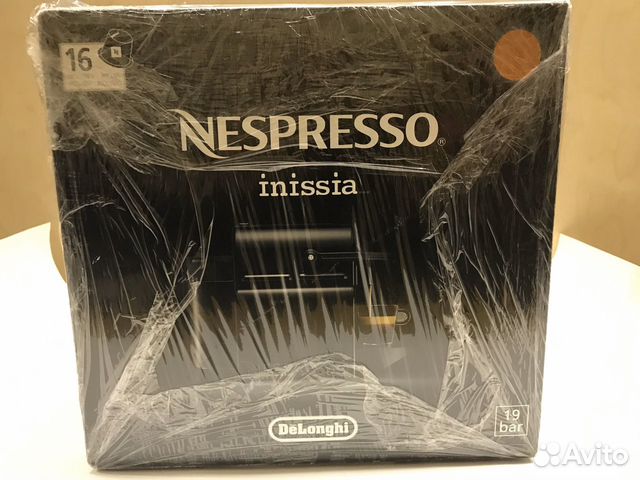 16
N
NESPRESSO®
inissia
DeLonghi
19
bar
Avito